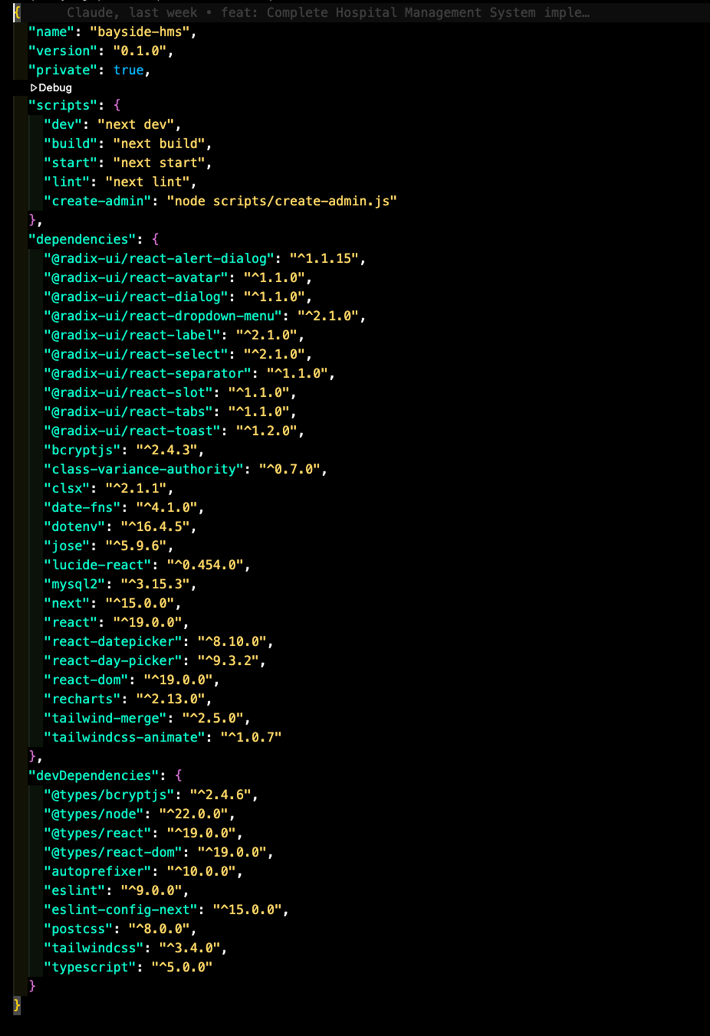 { Claude, last week • feat: Complete Hospital Management System imple…
"name": "bayside-hms",
"version": "0.1.0",
"private": true,
Debug
"scripts": {
"dev": "next dev",
"build": "next build",
"start": "next start",
"lint": "next lint",
"create-admin": "node scripts/create-admin.js"
},
"dependencies": {
"@radix-ui/react-alert-dialog": "^1.1.15",
"@radix-ui/react-avatar": "^1.1.0",
"@radix-ui/react-dialog": "^1.1.0",
"@radix-ui/react-dropdown-menu": "^2.1.0",
"@radix-ui/react-label": "^2.1.0",
"@radix-ui/react-select": "^2.1.0",
"@radix-ui/react-separator": "^1.1.0",
"@radix-ui/react-slot": "^1.1.0",
"@radix-ui/react-tabs": "^1.1.0",
"@radix-ui/react-toast": "^1.2.0",
"bcryptjs": "^2.4.3",
"class-variance-authority": "^0.7.0",
"clsx": "^2.1.1",
"date-fns": "^4.1.0",
"dotenv": "^16.4.5",
"jose": "^5.9.6",
"lucide-react": "^0.454.0",
"mysql2": "^3.15.3",
"next": "^15.0.0",
"react": "^19.0.0",
"react-datepicker": "^8.10.0",
"react-day-picker": "^9.3.2",
"react-dom": "^19.0.0",
"recharts": "^2.13.0",
"tailwind-merge": "^2.5.0",
"tailwindcss-animate": "^1.0.7"
},
"devDependencies": {
"@types/bcryptjs": "^2.4.6",
"@types/node": "^22.0.0",
"@types/react": "^19.0.0",
"@types/react-dom": "^19.0.0",
"autoprefixer": "^10.0.0",
"eslint": "^9.0.0",
"eslint-config-next": "^15.0.0",
"postcss": "^8.0.0",
"tailwindcss": "^3.4.0",
"typescript": "^5.0.0"
}
}